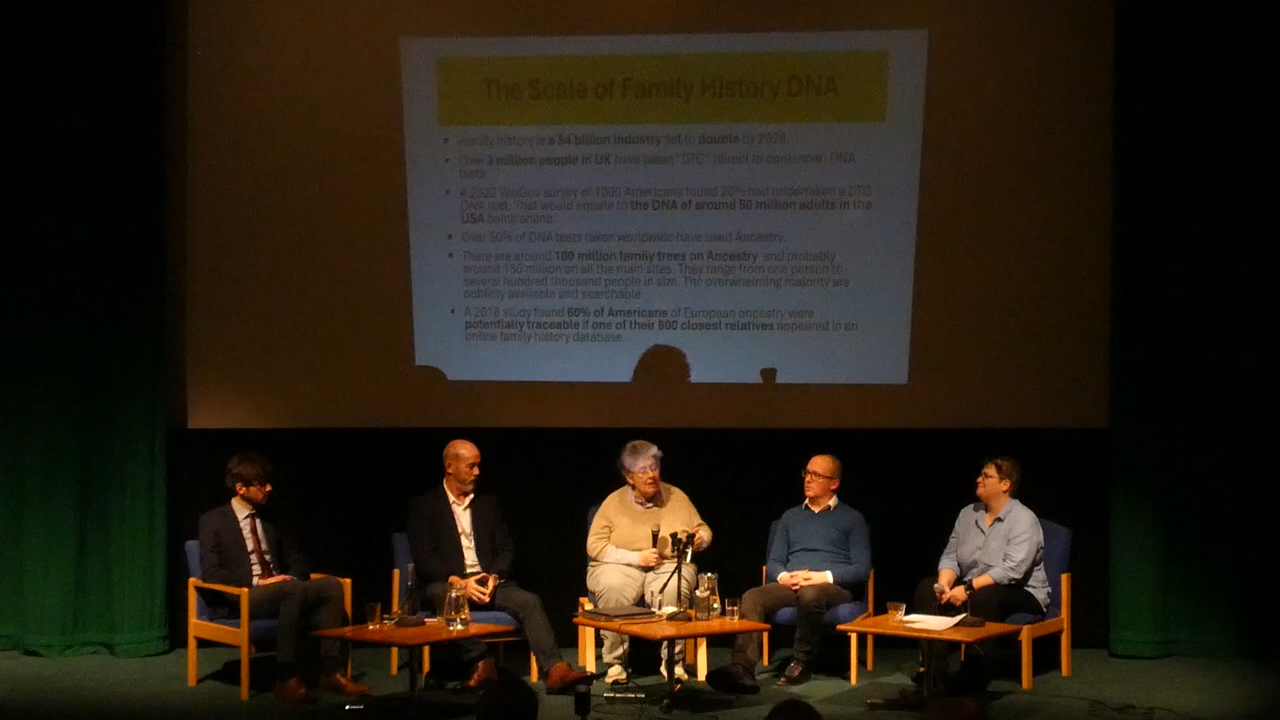 The Scale of Family History DNA
Family history is a $4 billion industry set to double by 2028.
Over 3 million people in UK have taken "DTC" (direct to consumer) DNA
tests
A 2022 YouGov survey of 1000 Americans found 20% had undertaken a DTC
DNA test. That would equate to the DNA of around 50 million adults in the
USA being online.
Over 50% of DNA tests taken worldwide have used Ancestry.
There are around 100 million family trees on Ancestry and probably
around 150 million on all the main sites. They range from one person to
several hundred thousand people in size. The overwhelming majority are
publicly available and searchable
A 2018 study found 60% of Americans of European ancestry were
potentially traceable if one of their 800 closest relatives appeared in an
online family history database.